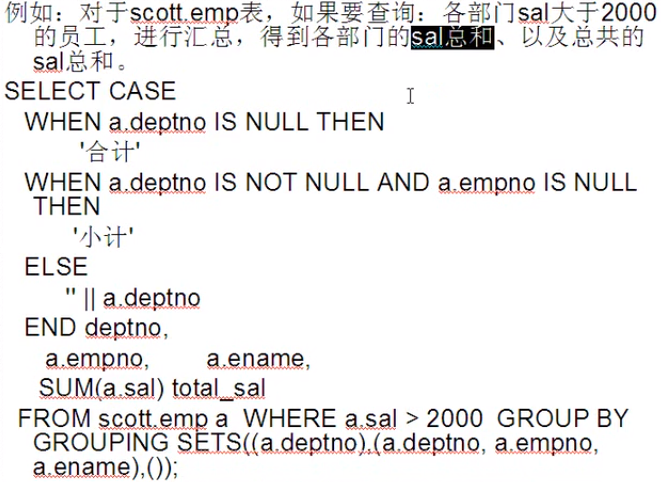 例如：对于scott.emp表，如果要查询：各部门sal大于2000
的员工，进行汇总，得到各部门的sal总和、以及总共的
sal总和。
SELECT CASE
WHEN a.deptno IS NULL THEN
'合计'
WHEN a.deptno IS NOT NULL AND a.empno IS NULL
THEN
'小计'
ELSE
'' || a.deptno
END deptno,
a.empno, a.ename,
SUM(a.sal) total_sal
FROM scott.emp a WHERE a.sal > 2000 GROUP BY
GROUPING SETS((a.deptno),(a.deptno, a.empno,
a.ename),());